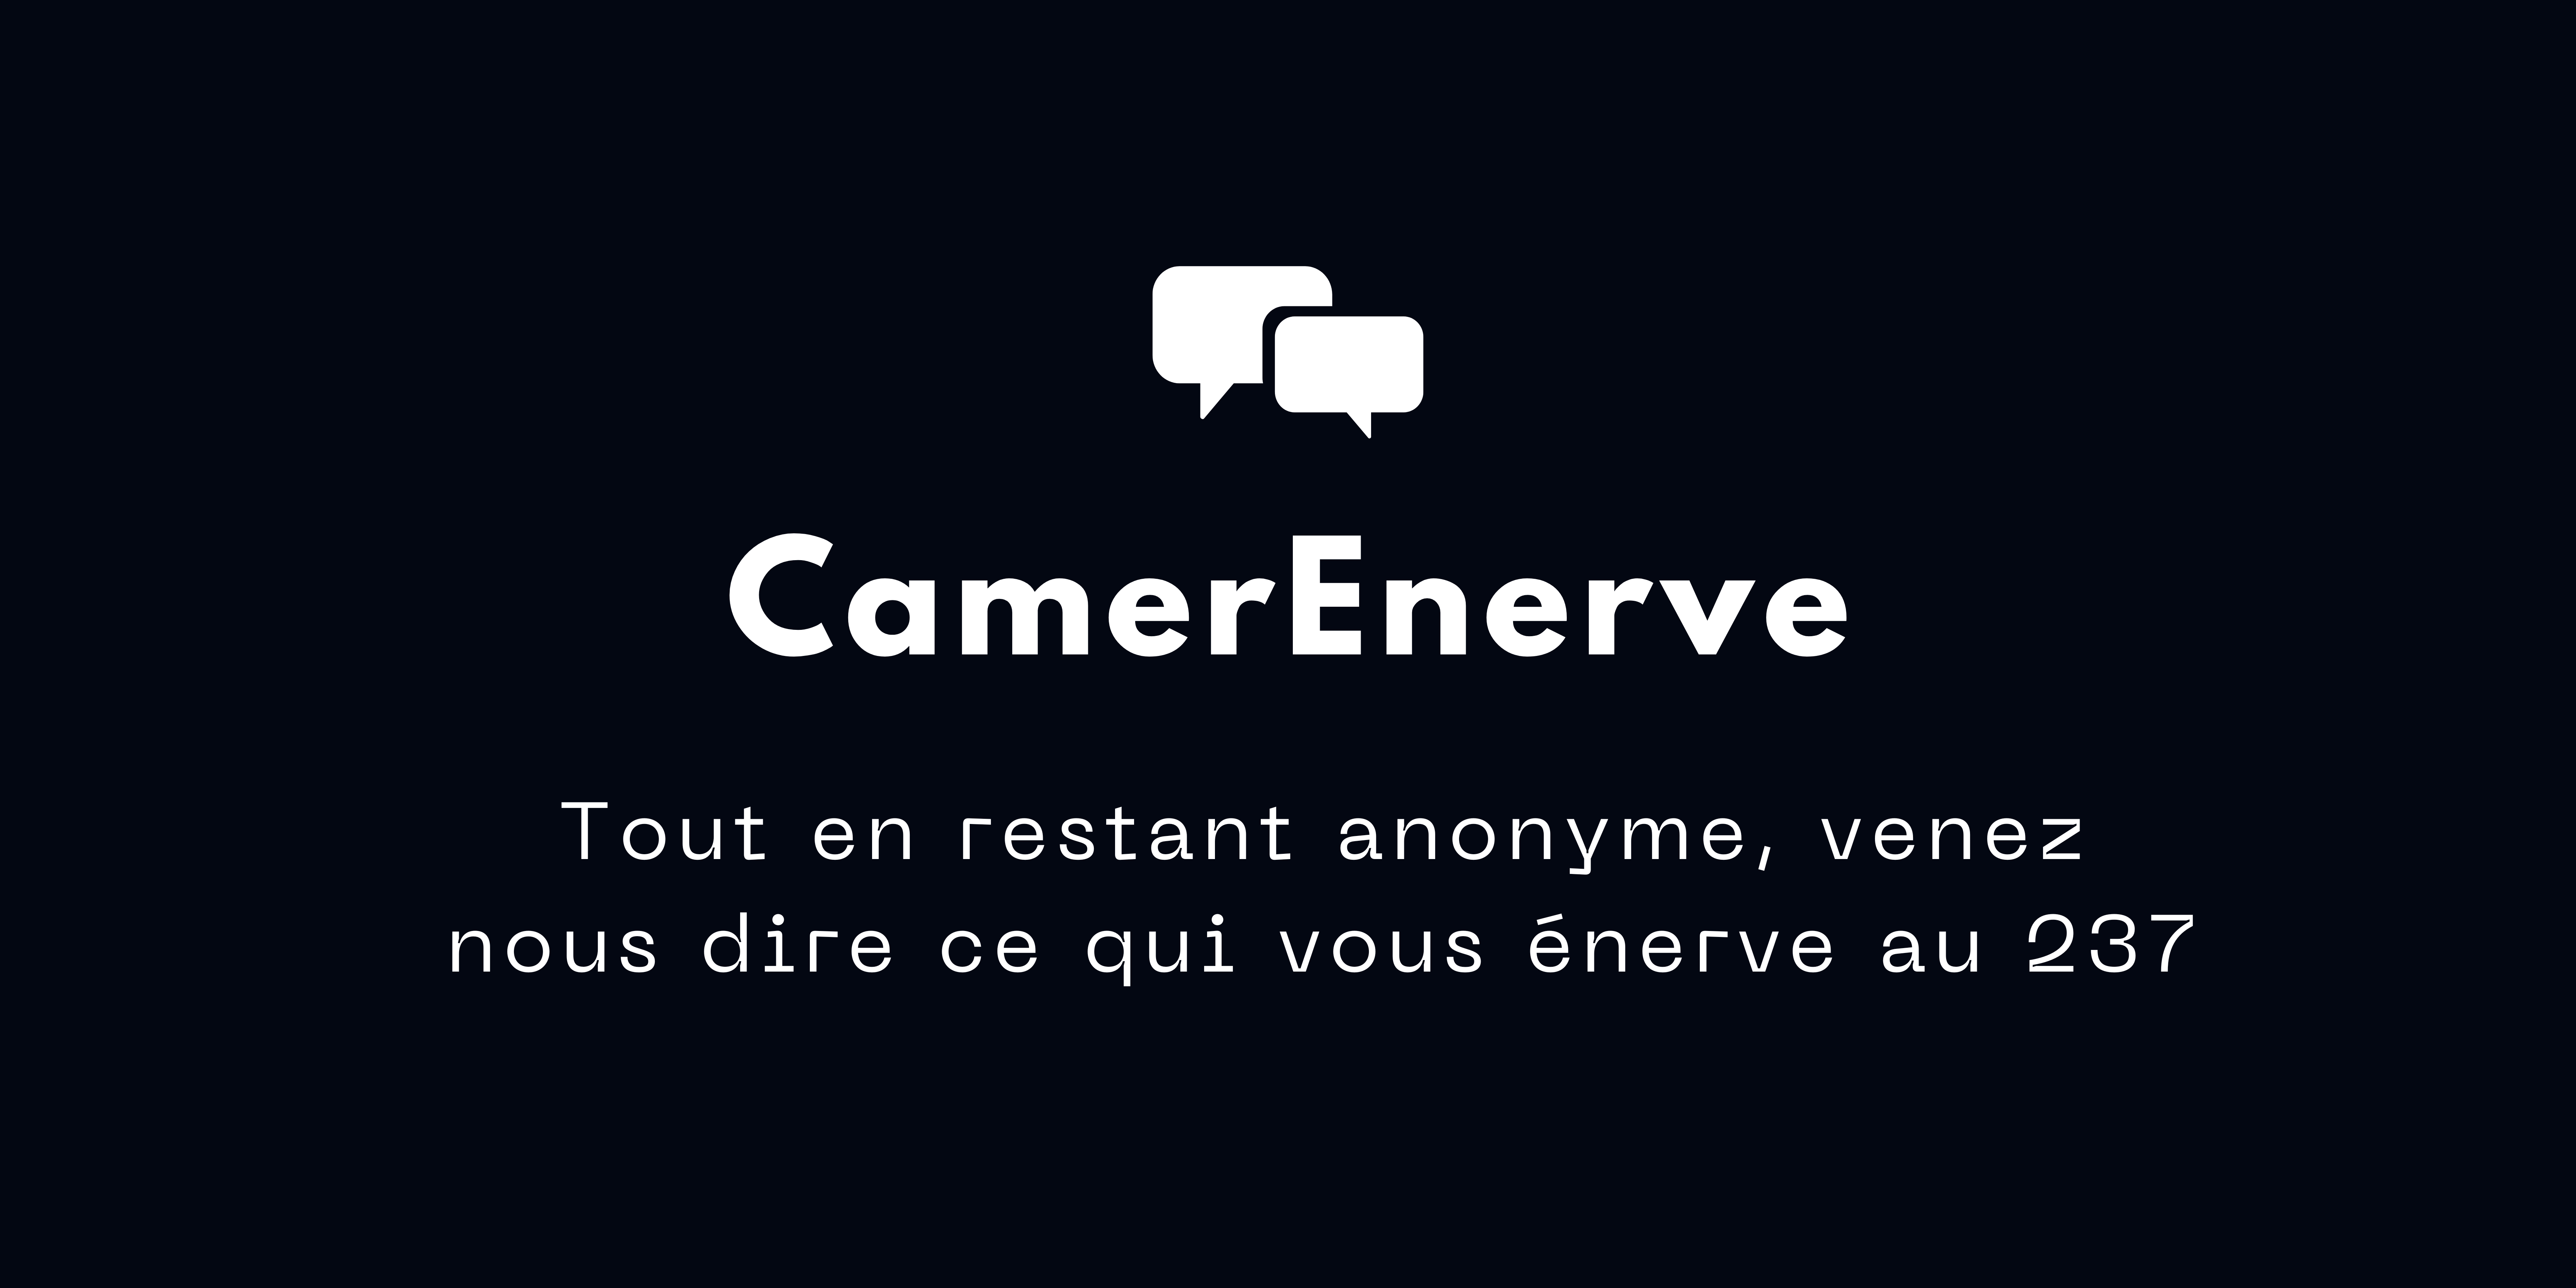 CamerEnerve
Tout en restant anonyme, venez
nous dire ce qui vous énerve au 237